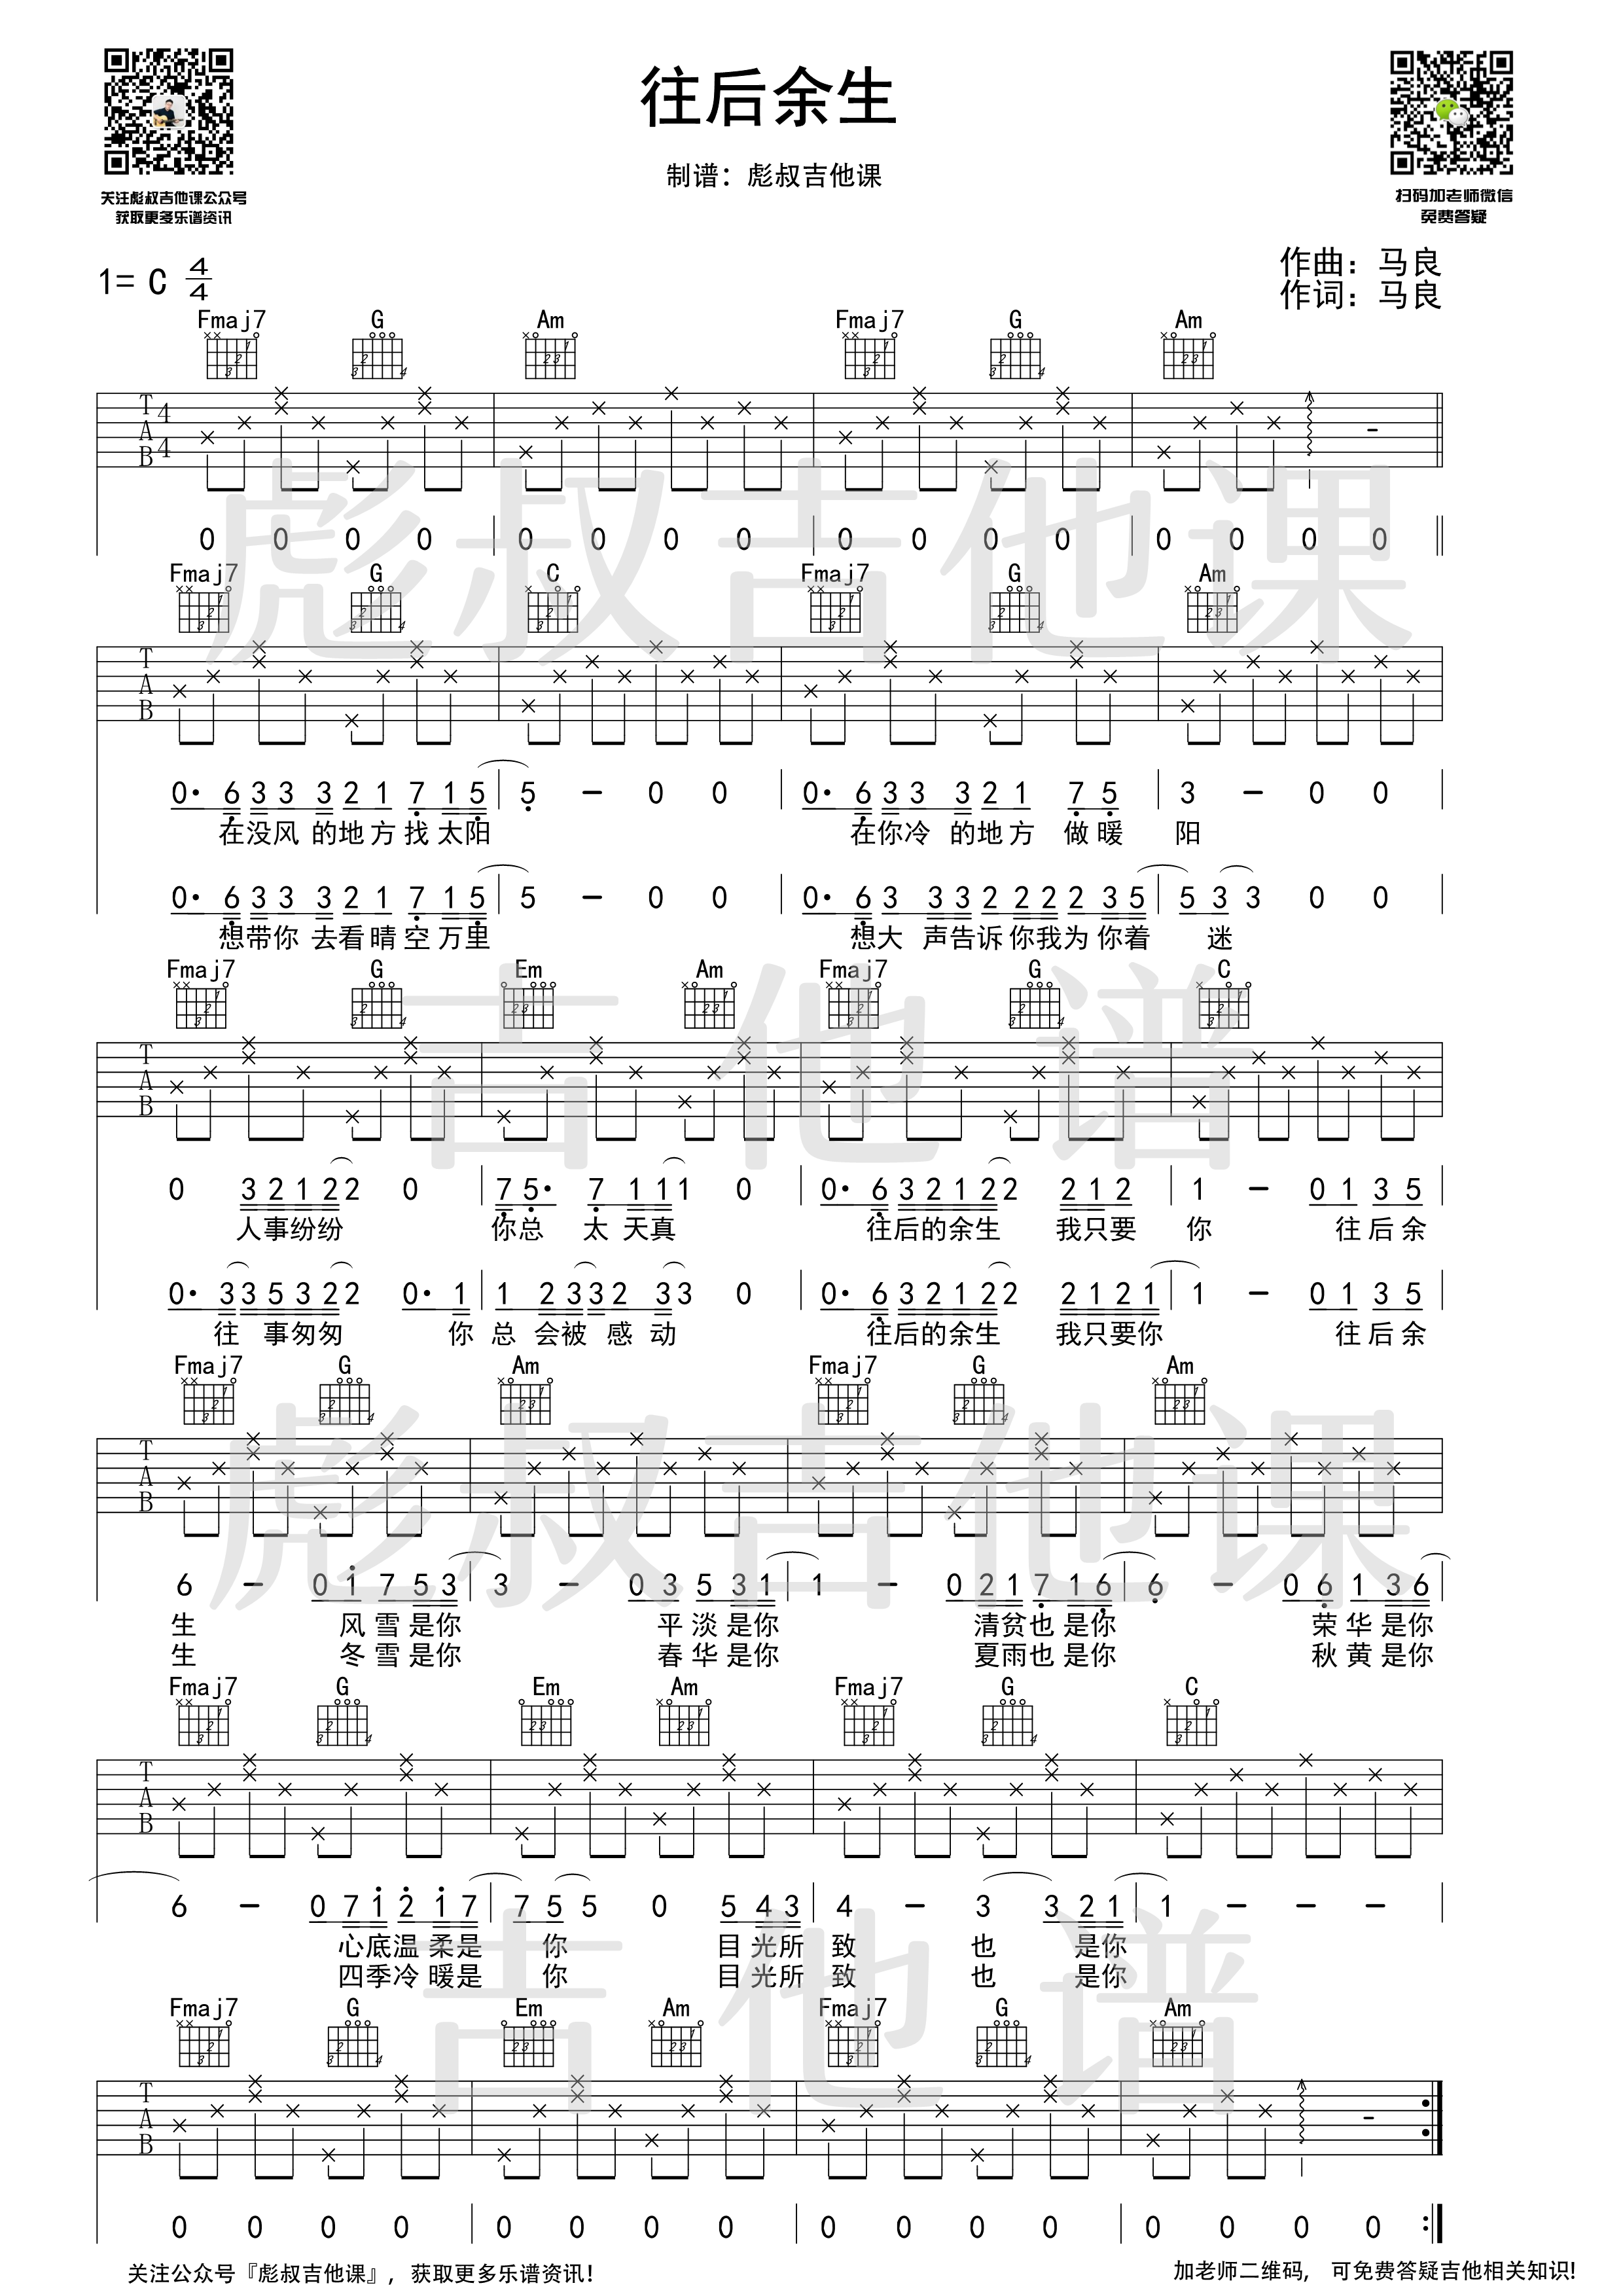 往后余生
制谱：彪叔吉他课
关注彪叔吉他课公众号
获取更多乐谱资讯
扫码加老师微信
免费答疑
1= C 4/4
作曲：马良
作词：马良
Fmaj7 G Am Fmaj7 G Am
T A B 4 4
0 0 0 0 0 0 0 0 0 0 0 0 0 0 0 0
Fmaj7 G C Fmaj7 G Am
T A B
0· 6 3 3 3 2 1 7 1 5 5 - 0 0 0· 6 3 3 3 2 1 7 5 3 - 0 0
在没风 的地方找太阳 在你冷 的地方 做暖 阳
0· 6 3 3 3 2 1 7 1 5 5 - 0 0 0· 6 3 3 3 2 2 2 2 3 5 5 3 3 0 0
想带你 去看晴空万里 想大 声告诉你我为你着 迷
Fmaj7 G Em Am Fmaj7 G C
T A B
0 3 2 1 2 2 0 7 5· 7 1 1 1 0 0· 6 3 2 1 2 2 2 1 2 1 - 0 1 3 5
人事纷纷 你总 太 天真 往后的余生 我只要 你 往后余
0· 3 3 5 3 2 2 0· 1 1 2 3 3 2 3 3 0 0· 6 3 2 1 2 2 2 1 2 1 1 - 0 1 3 5
往 事匆匆 你 总 会被 感 动 往后的余生 我只要你 往后余
Fmaj7 G Am Fmaj7 G Am
T A B
6 - 0 1 7 5 3 3 - 0 3 5 3 1 1 - 0 2 1 7 1 6 6 - 0 6 1 3 6
生 风雪是你 平淡是你 清贫也是你 荣华是你
生 冬雪是你 春华是你 夏雨也是你 秋黄是你
Fmaj7 G Em Am Fmaj7 G C
T A B
6 - 0 7 1 2 1 7 7 5 5 0 5 4 3 4 - 3 3 2 1 1 - - -
心底温柔是 你 目光所 致 也 是你
四季冷暖是 你 目光所 致 也 是你
Fmaj7 G Em Am Fmaj7 G Am
T A B
0 0 0 0 0 0 0 0 0 0 0 0 0 0 0 0
关注公众号『彪叔吉他课』，获取更多乐谱资讯！
加老师二维码， 可免费答疑吉他相关知识！
彪叔吉他课
吉他谱
彪叔吉他课
吉他谱